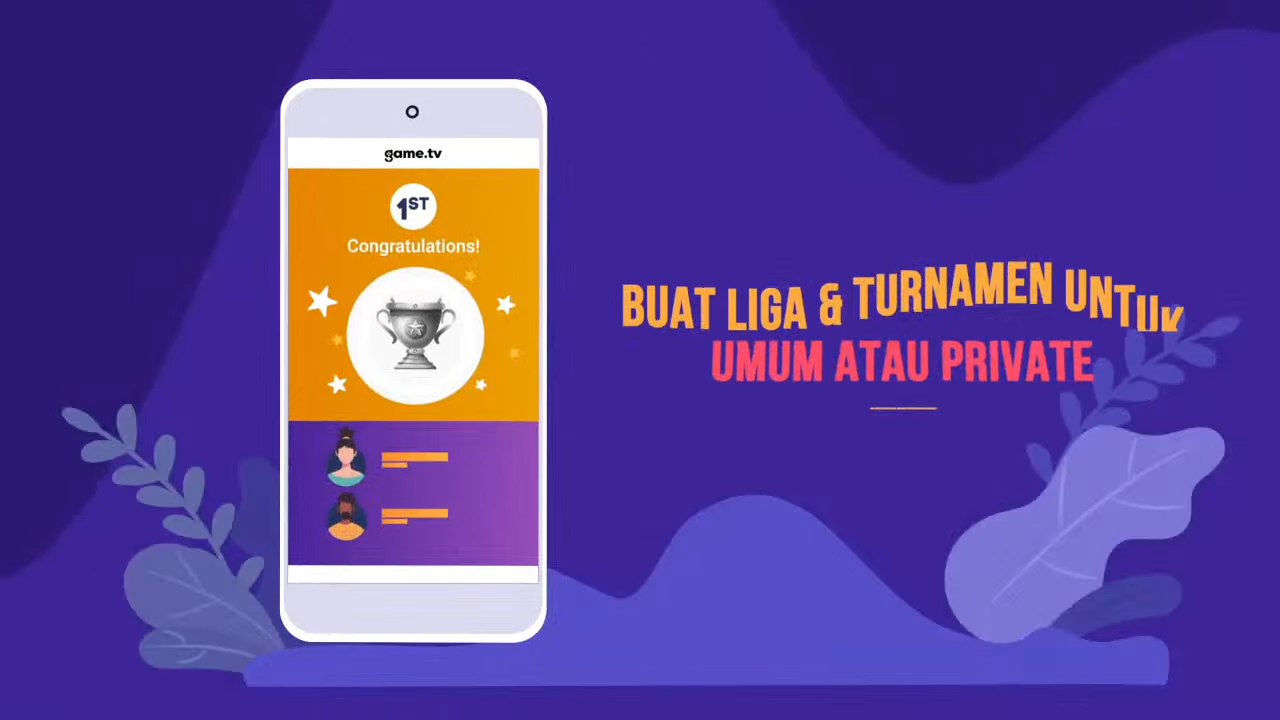 game.tv
1ST
Congratulations!
BUAT LIGA & TURNAMEN UNTUK
UMUM ATAU PRIVATE